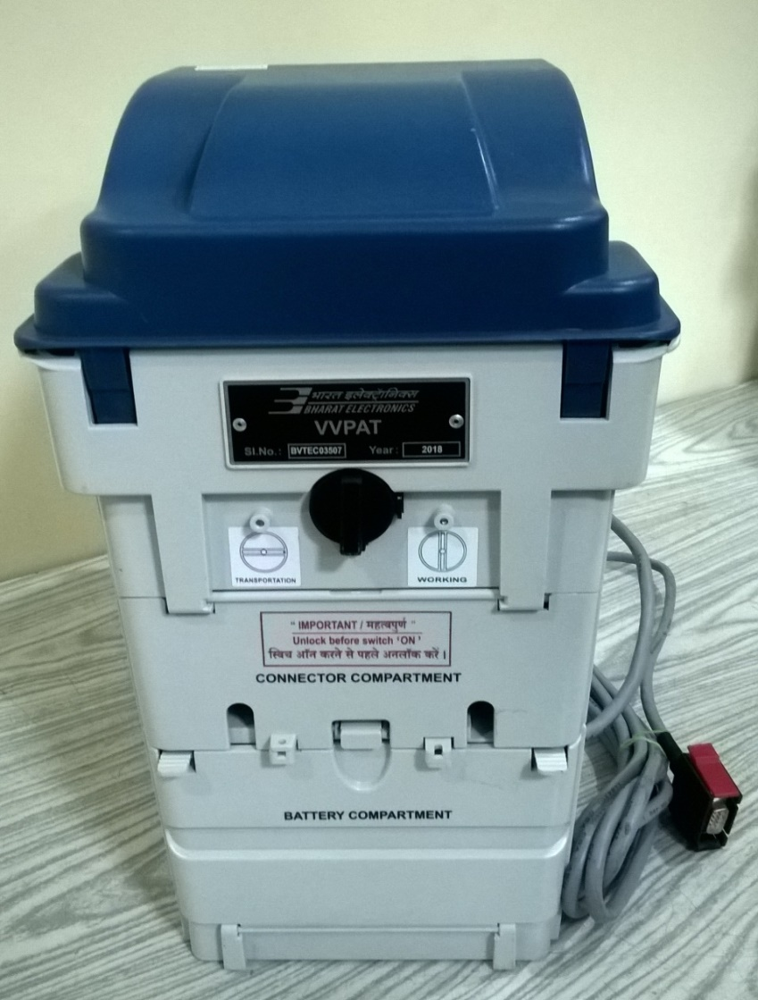 भारत इलेक्ट्रॉनिक्स
BHARAT ELECTRONICS
VVPAT
Sl.No.: BVTEC03507 Year: 2018
TRANSPORTATION
WORKING
" IMPORTANT / महत्वपुर्ण "
Unlock before switch 'ON'
स्विच ऑन करने से पहले अनलॉक करें।
CONNECTOR COMPARTMENT
BATTERY COMPARTMENT